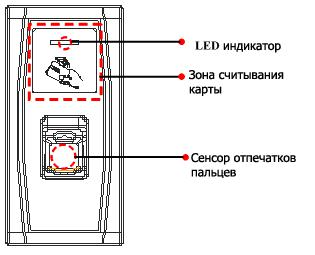 LED индикатор
Зона считывания
карты
Сенсор отпечатков
пальцев